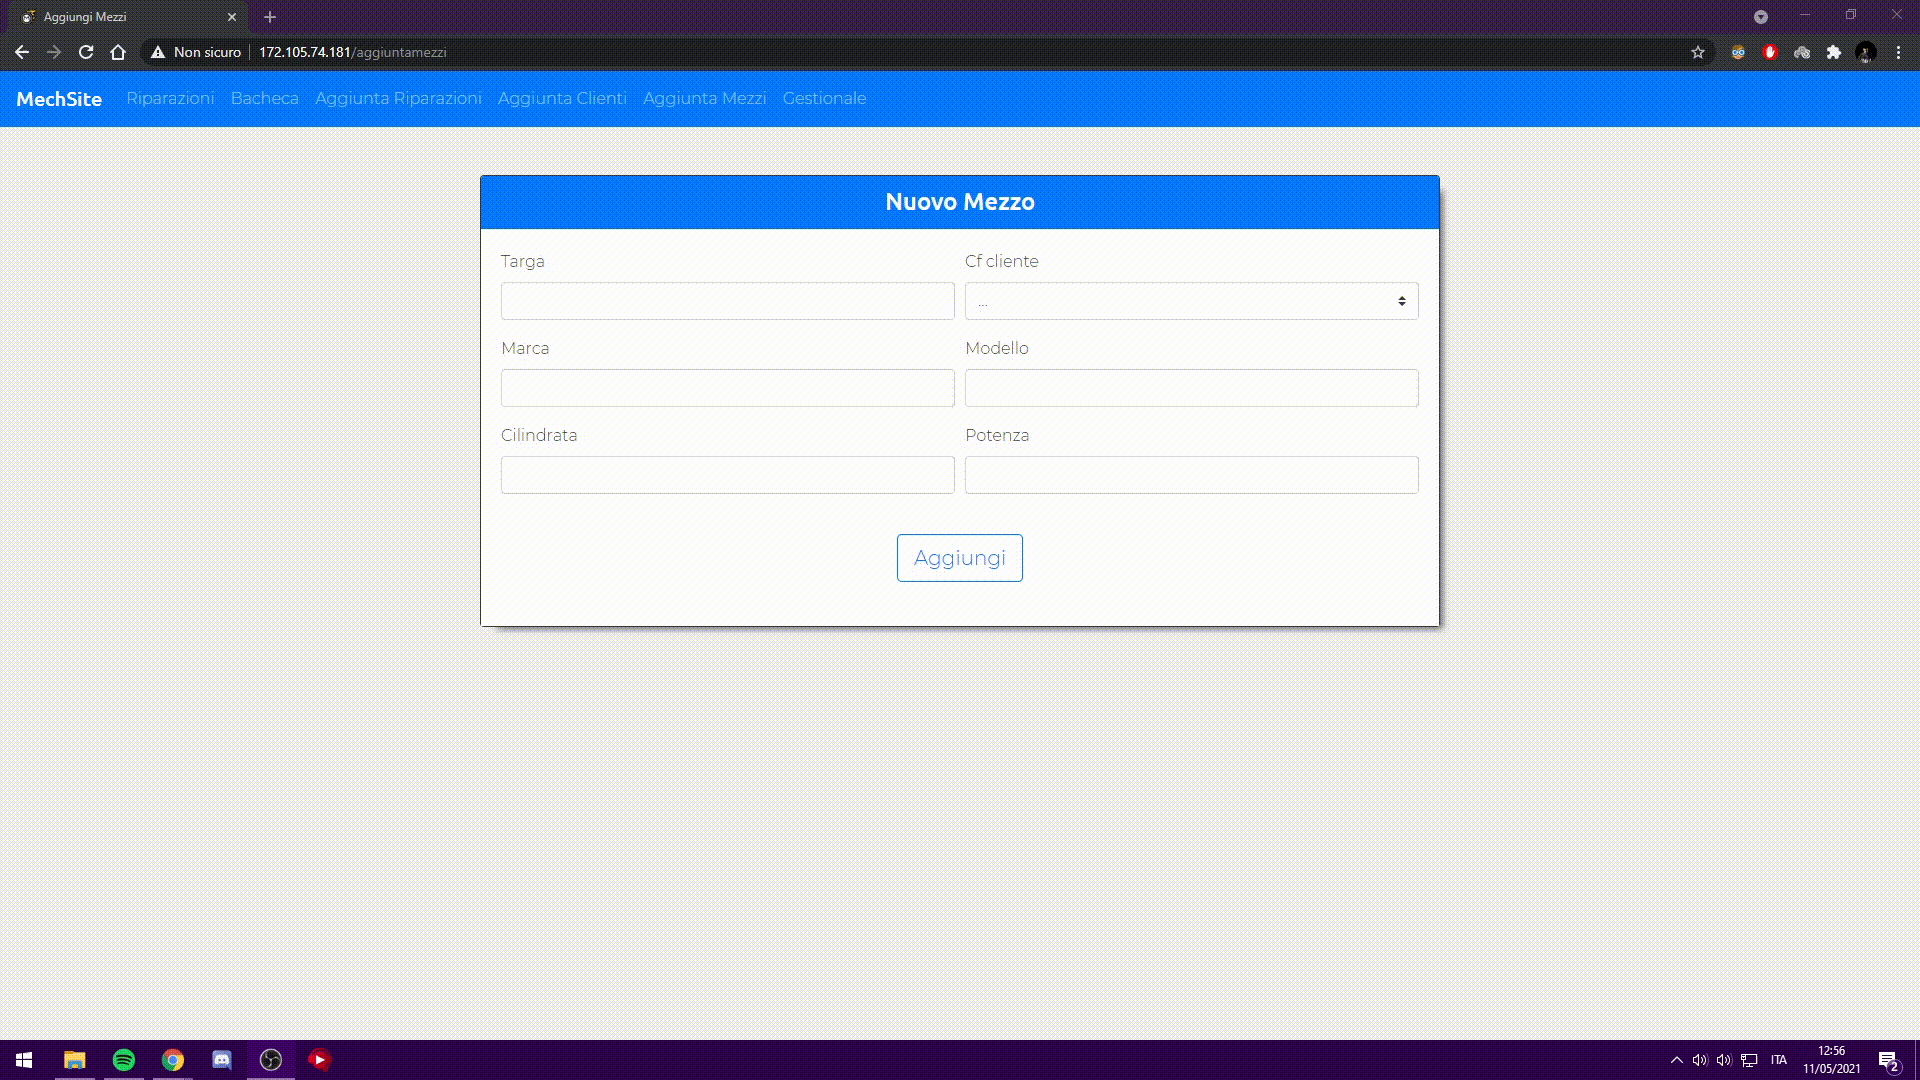 Aggiungi Mezzi
Non sicuro 172.105.74.181/aggiuntamezzi
MechSite Riparazioni Bacheca Aggiunta Riparazioni Aggiunta Clienti Aggiunta Mezzi Gestionale
Nuovo Mezzo
Targa Cf cliente
...
Marca Modello
Cilindrata Potenza
Aggiungi
ITA 12:56
11/05/2021 2